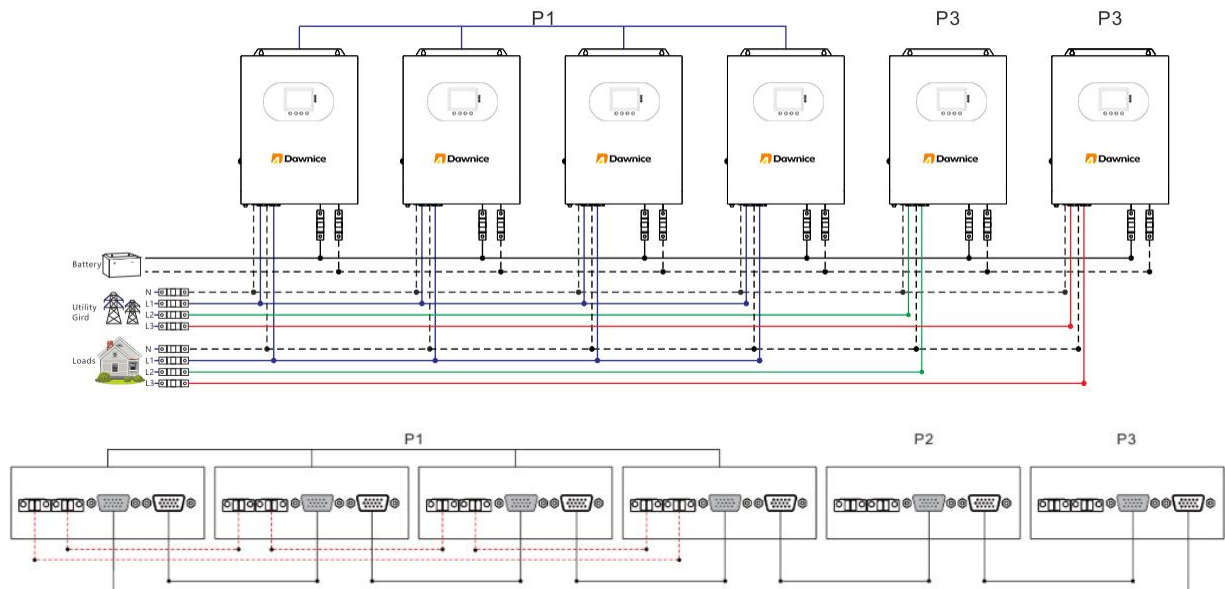 P1 P3 P3
Dawnice Dawnice Dawnice Dawnice Dawnice Dawnice
Battery
N
Utility
Gird
L1
L2
L3
N
Loads
L1
L2
L3
P1 P2 P3